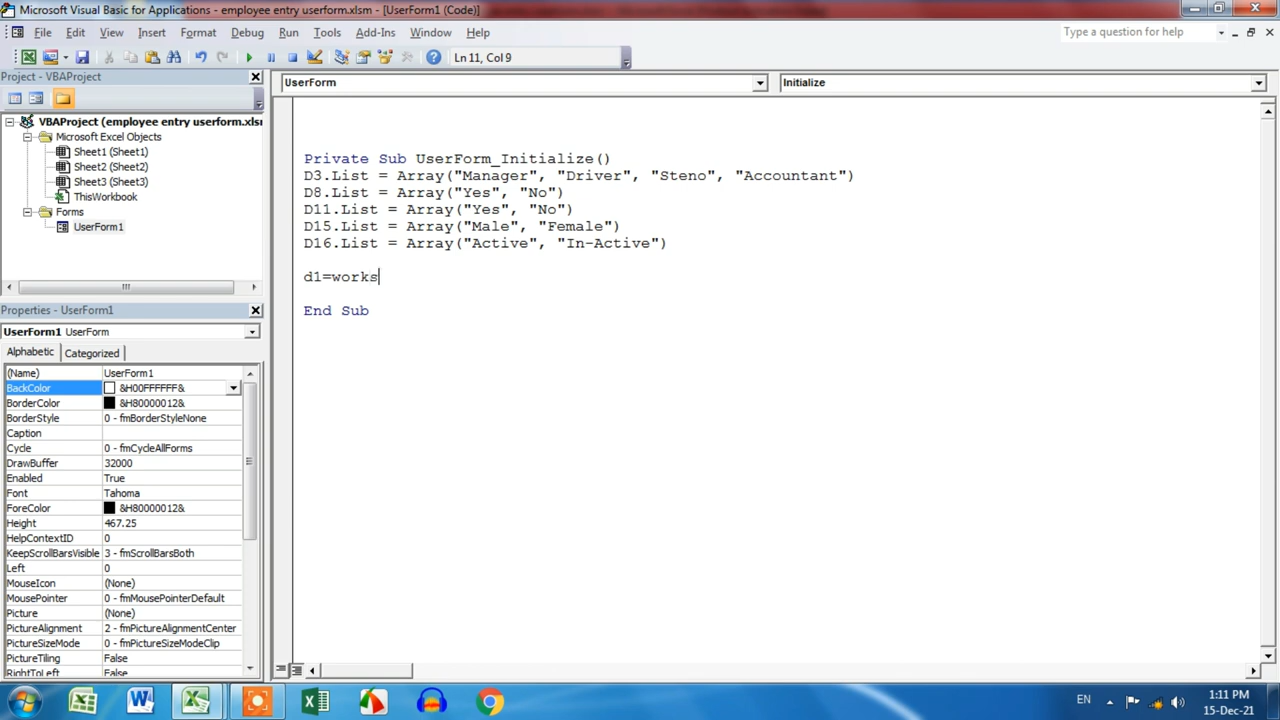 Microsoft Visual Basic for Applications - employee entry userform.xlsm - [UserForm1 (Code)]
File Edit View Insert Format Debug Run Tools Add-Ins Window Help
Type a question for help
Ln 11, Col 9
Project - VBAProject
UserForm
Initialize
VBAProject (employee entry userform.xlsm
Microsoft Excel Objects
Sheet1 (Sheet1)
Sheet2 (Sheet2)
Sheet3 (Sheet3)
ThisWorkbook
Forms
UserForm1
Private Sub UserForm_Initialize()
D3.List = Array("Manager", "Driver", "Steno", "Accountant")
D8.List = Array("Yes", "No")
D11.List = Array("Yes", "No")
D15.List = Array("Male", "Female")
D16.List = Array("Active", "In-Active")
d1=works
End Sub
Properties - UserForm1
UserForm1 UserForm
Alphabetic Categorized
(Name) UserForm1
BackColor &H00FFFFFF&
BorderColor &H80000012&
BorderStyle 0 - fmBorderStyleNone
Caption
Cycle 0 - fmCycleAllForms
DrawBuffer 32000
Enabled True
Font Tahoma
ForeColor &H80000012&
Height 467.25
HelpContextID 0
KeepScrollBarsVisible 3 - fmScrollBarsBoth
Left 0
MouseIcon (None)
MousePointer 0 - fmMousePointerDefault
Picture (None)
PictureAlignment 2 - fmPictureAlignmentCenter
PictureSizeMode 0 - fmPictureSizeModeClip
PictureTiling False
RightToLeft False
EN
1:11 PM
15-Dec-21